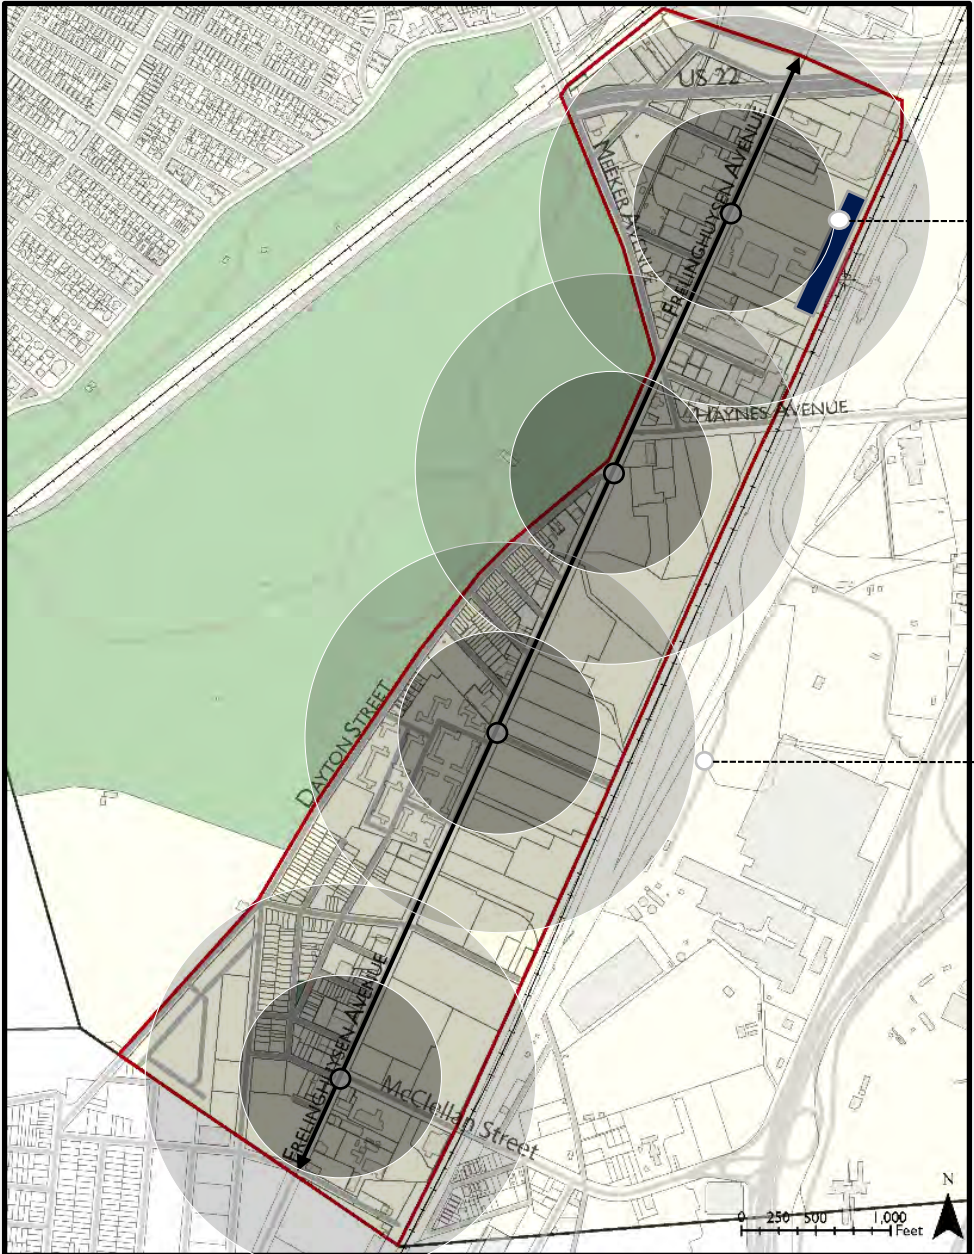 US 22
FRELINGHUYSEN AVENUE
MEEKER AVENUE
HAYNES AVENUE
DAYTON STREET
FRELINGHUYSEN AVENUE
McClellan Street
N
0 250 500 1,000
Feet